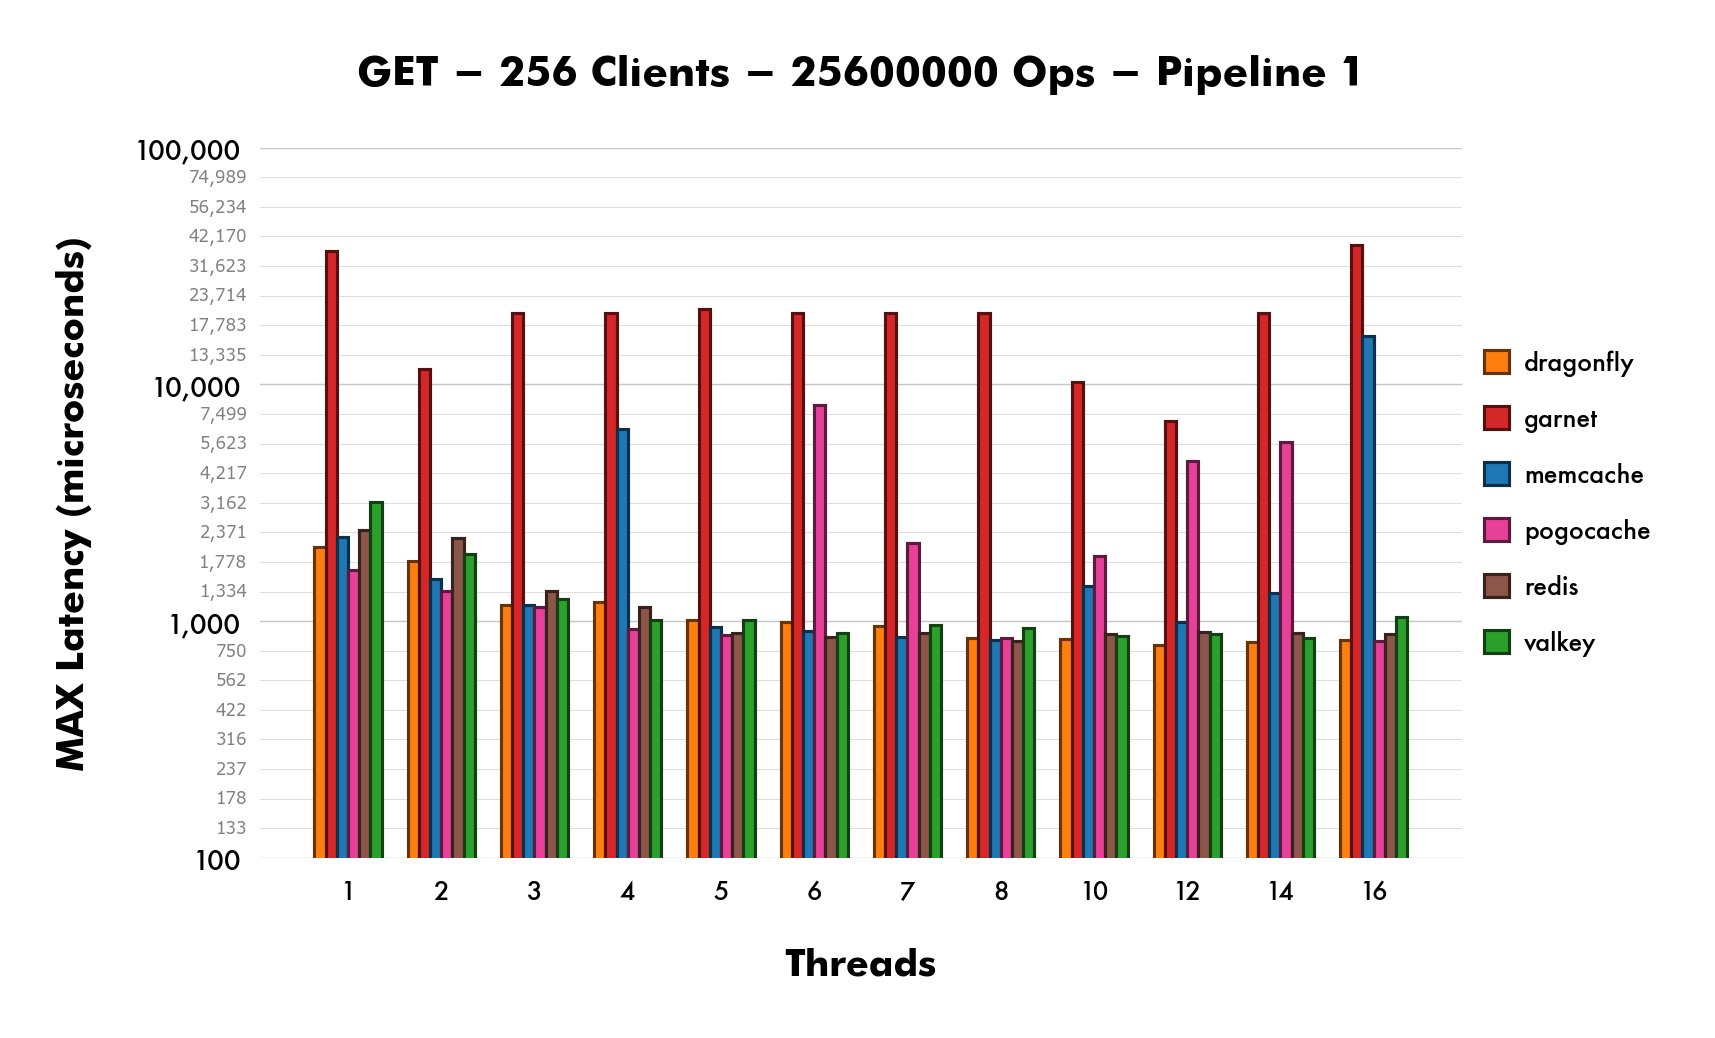 GET – 256 Clients – 25600000 Ops – Pipeline 1
MAX Latency (microseconds)
100,000
74,989
56,234
42,170
31,623
23,714
17,783
13,335
10,000
7,499
5,623
4,217
3,162
2,371
1,778
1,334
1,000
750
562
422
316
237
178
133
100
1 2 3 4 5 6 7 8 10 12 14 16
Threads
dragonfly
garnet
memcache
pogocache
redis
valkey